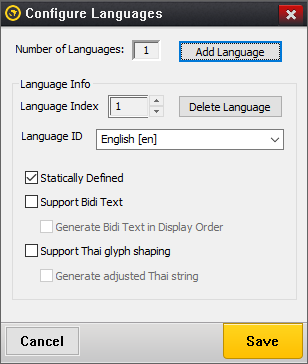 Configure Languages
Number of Languages: 1 Add Language
Language Info
Language Index 1 Delete Language
Language ID English [en]
Statically Defined
Support Bidi Text
Generate Bidi Text in Display Order
Support Thai glyph shaping
Generate adjusted Thai string
Cancel Save